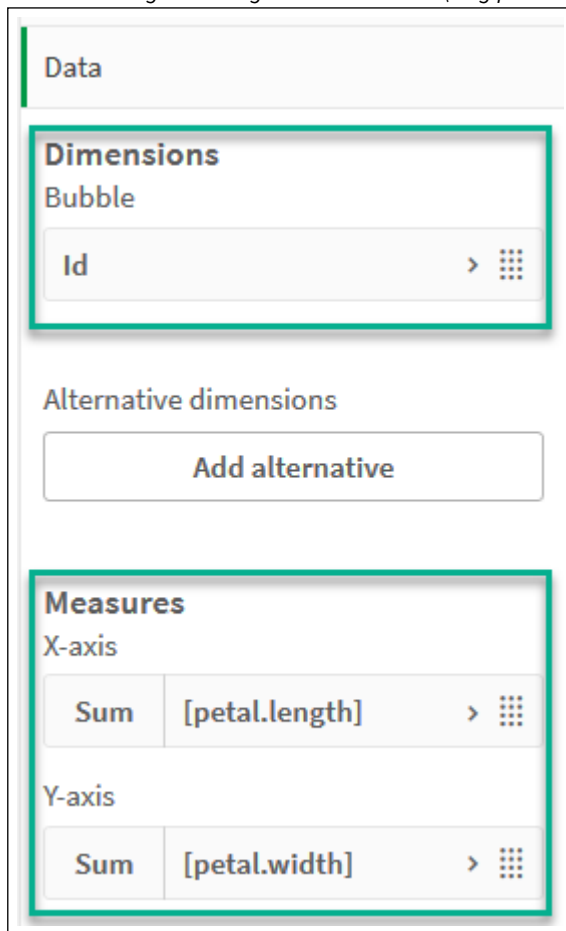 Data
Dimensions
Bubble
Id
Alternative dimensions
Add alternative
Measures
X-axis
Sum [petal.length]
Y-axis
Sum [petal.width]